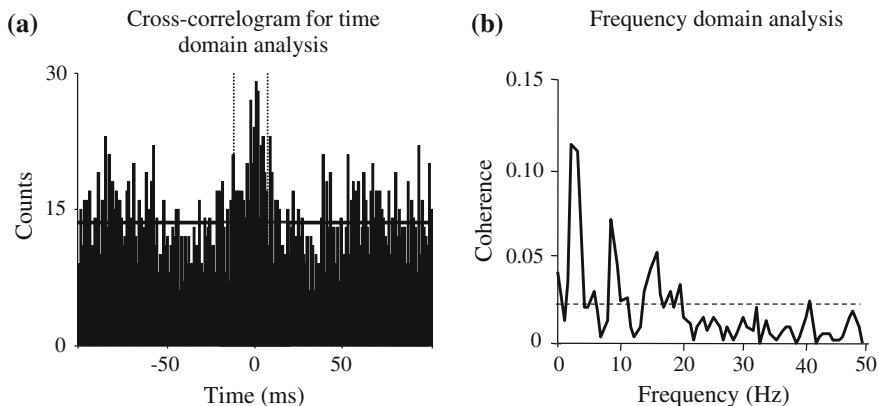 (a)
Cross-correlogram for time
domain analysis
30
15
0
Counts
-50
0
50
Time (ms)
(b)
Frequency domain analysis
0.15
0.10
0.05
0
Coherence
0
10
20
30
40
50
Frequency (Hz)